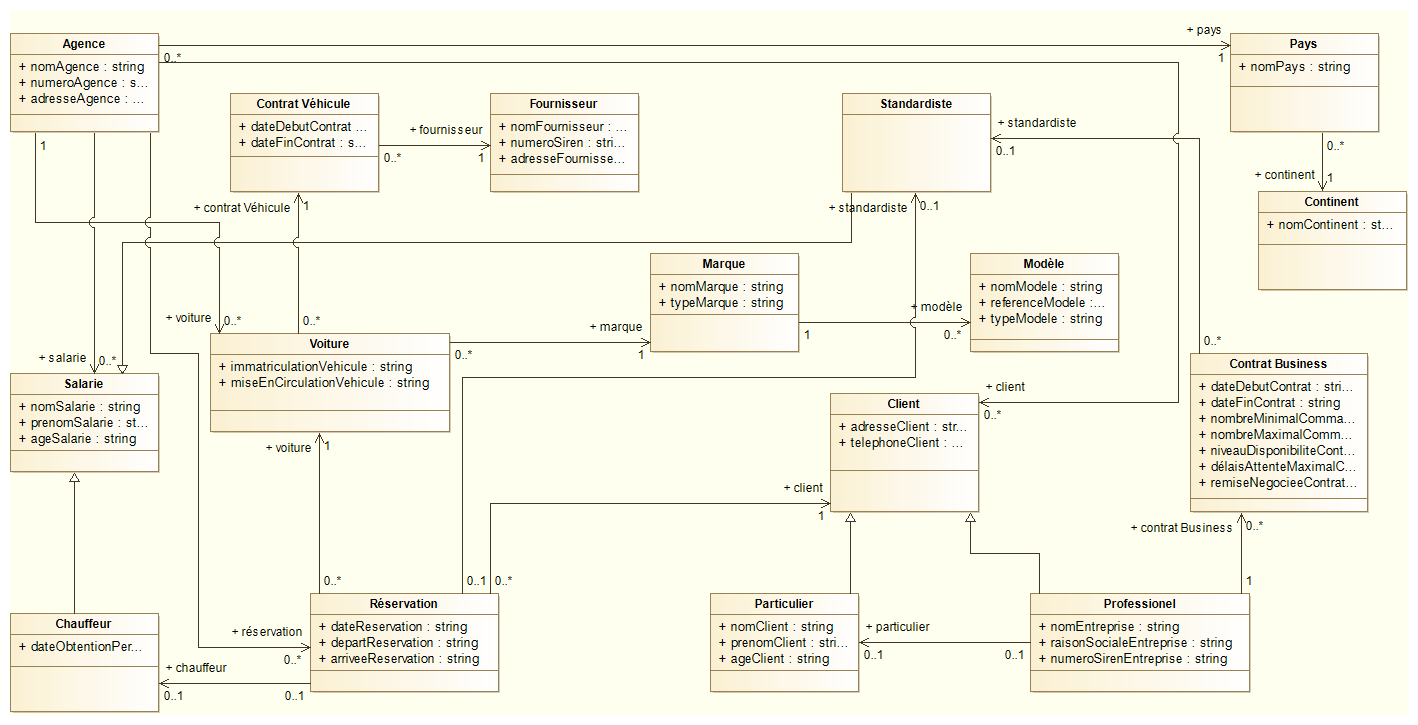 Agence
+ nomAgence : string
+ numeroAgence : s...
+ adresseAgence : ...
0..*
+ pays
1
Pays
+ nomPays : string
Contrat Véhicule
+ dateDebutContrat ...
+ dateFinContrat : s...
+ fournisseur
0..*
1
Fournisseur
+ nomFournisseur : ...
+ numeroSiren : stri...
+ adresseFournisse...
Standardiste
+ standardiste
0..1
1
0..*
+ continent
1
Continent
+ nomContinent : st...
+ contrat Véhicule
1
+ standardiste
0..1
Marque
+ nomMarque : string
+ typeMarque : string
Modèle
+ nomModele : string
+ referenceModele :...
+ typeModele : string
+ modèle
1
0..*
+ voiture
0..*
0..*
+ marque
0..*
1
Voiture
+ immatriculationVehicule : string
+ miseEnCirculationVehicule : string
+ salarie
0..*
Salarie
+ nomSalarie : string
+ prenomSalarie : st...
+ ageSalarie : string
0..*
Contrat Business
+ dateDebutContrat : stri...
+ dateFinContrat : string
+ nombreMinimalComma...
+ nombreMaximalComm...
+ niveauDisponibiliteCont...
+ délaisAttenteMaximalC...
+ remiseNegocieeContrat...
+ client
0..*
Client
+ adresseClient : str...
+ telephoneClient : ...
+ voiture
1
+ client
1
+ contrat Business
0..*
0..*
0..1
0..*
1
Chauffeur
+ dateObtentionPer...
+ réservation
0..*
+ chauffeur
0..1
0..1
Réservation
+ dateReservation : string
+ departReservation : string
+ arriveeReservation : string
Particulier
+ nomClient : string
+ prenomClient : stri...
+ ageClient : string
+ particulier
0..1
0..1
Professionel
+ nomEntreprise : string
+ raisonSocialeEntreprise : string
+ numeroSirenEntreprise : string